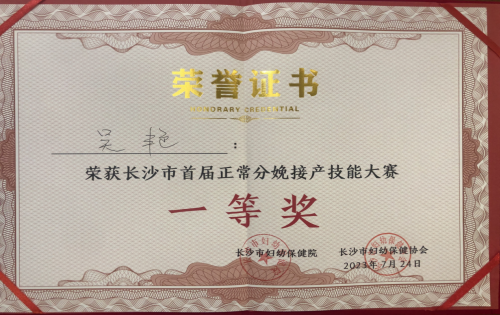 荣誉证书
HONORARY CREDENTIAL
吴艳：
荣获长沙市首届正常分娩接产技能大赛
一等奖
长沙市妇幼保健院 长沙市妇幼保健协会
2023年7月24日